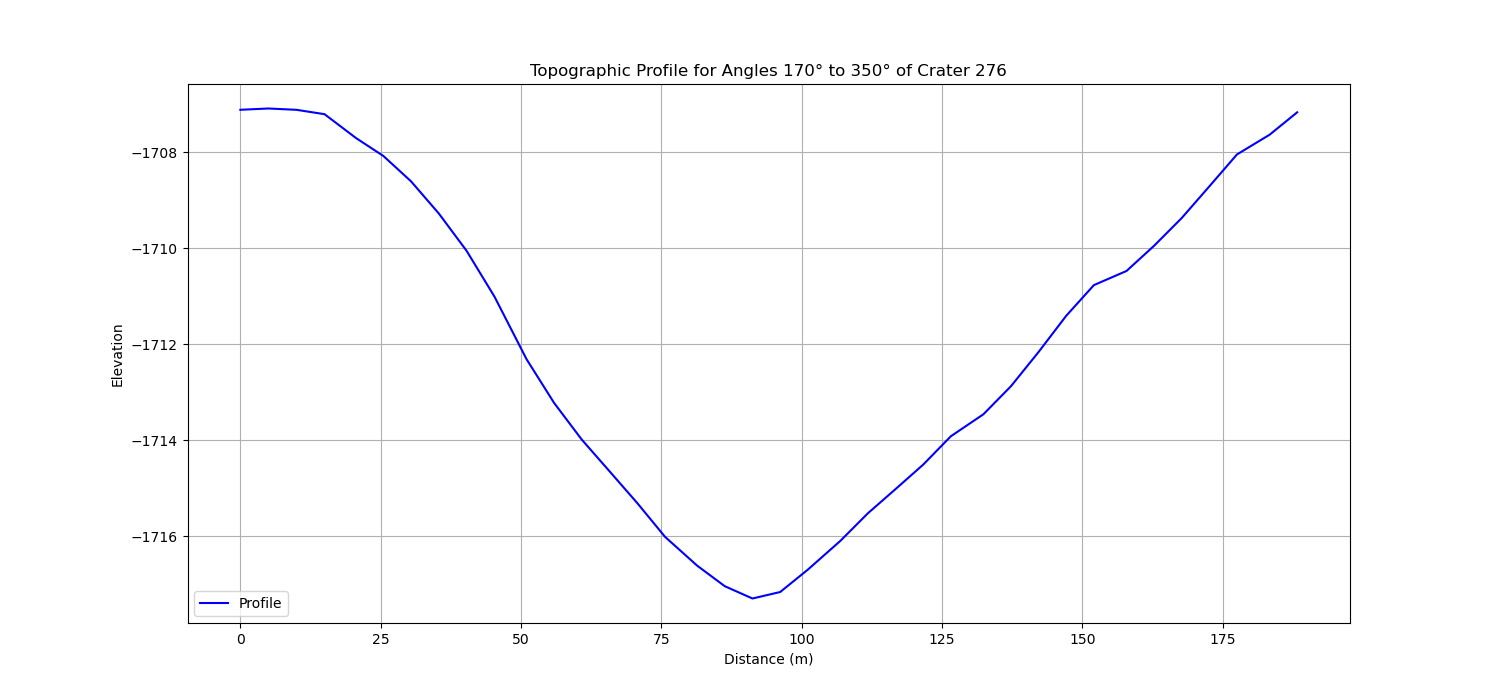 Topographic Profile for Angles 170° to 350° of Crater 276
−1708
−1710
−1712
−1714
−1716
Elevation
Profile
0 25 50 75 100 125 150 175
Distance (m)